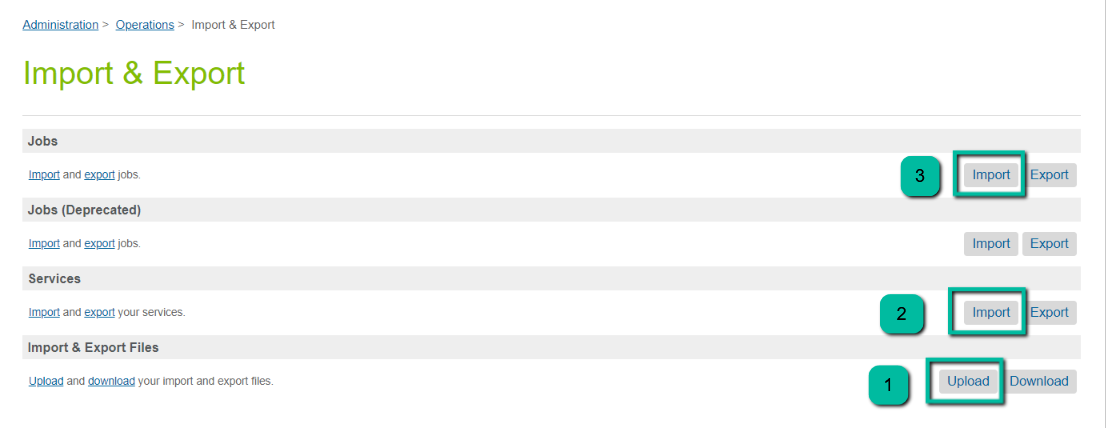 Administration > Operations > Import & Export
Import & Export
Jobs
Import and export jobs.
3
Import
Export
Jobs (Deprecated)
Import and export jobs.
Import
Export
Services
Import and export your services.
2
Import
Export
Import & Export Files
Upload and download your import and export files.
1
Upload
Download